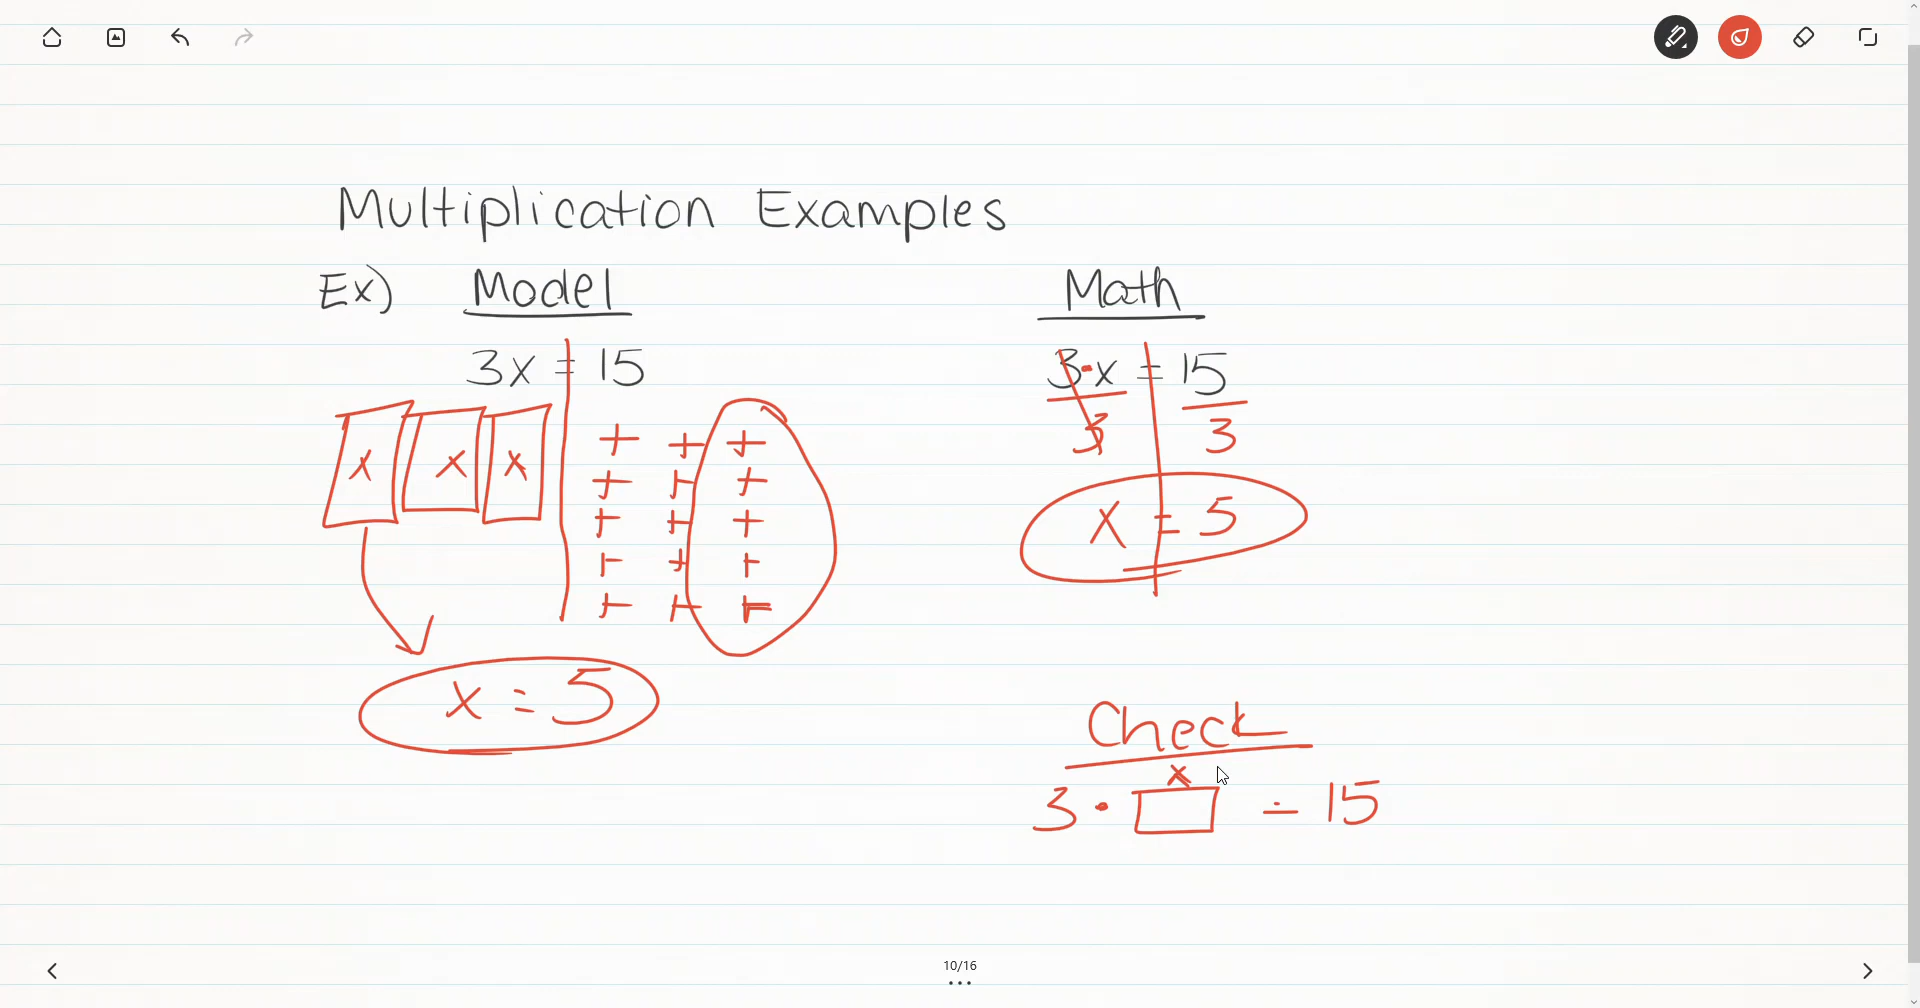 Multiplication Examples
Ex) Model
3x = 15
x x x
+ + +
+ + +
+ + +
+ + +
+ + +
x = 5
Math
3·x = 15
3 3
x = 5
Check
x
3 · = 15
10/16